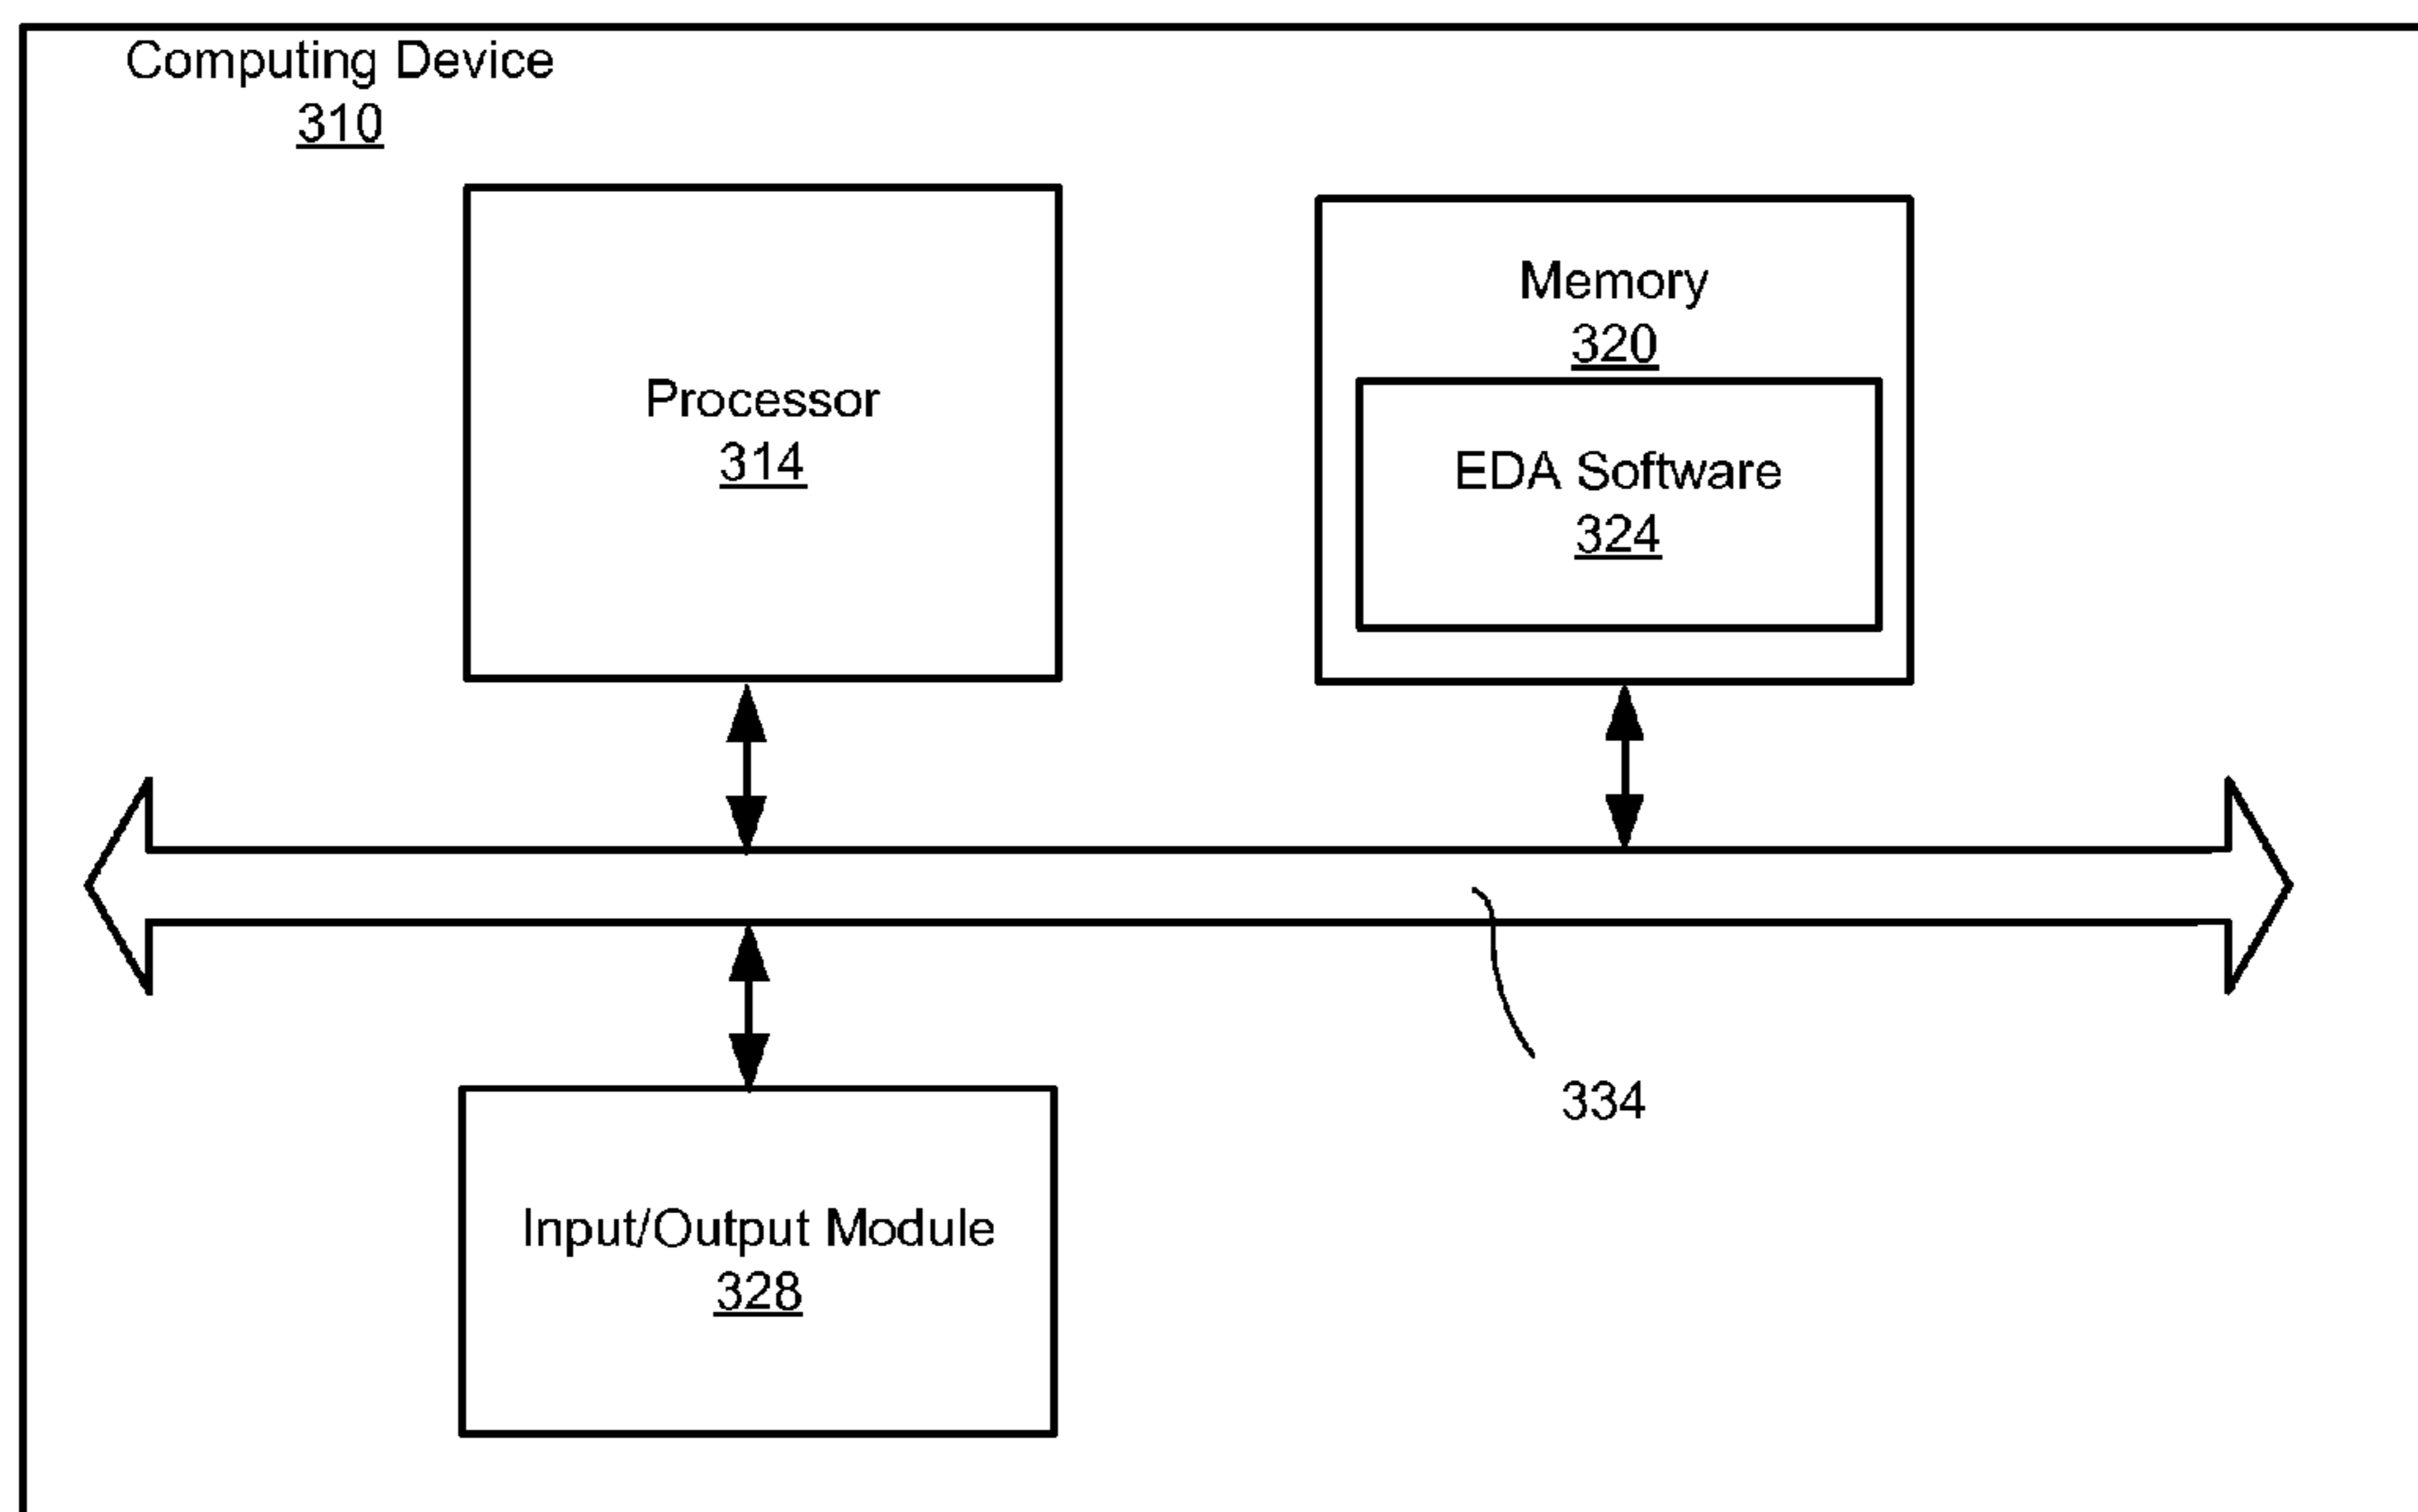 Computing Device
310
Processor
314
Memory
320
EDA Software
324
334
Input/Output Module
328